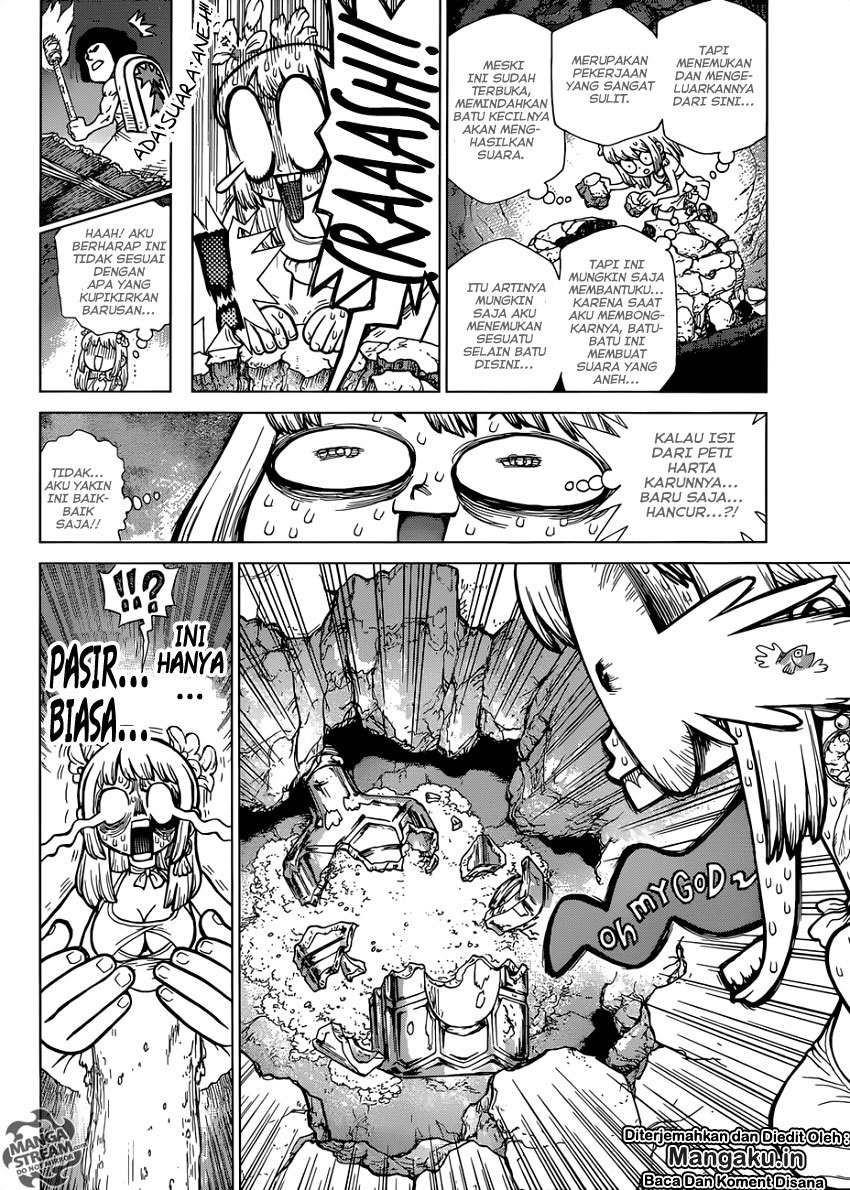 TAPI
MENEMUKAN
DAN MENGE-
LUARKANNYA
DARI SINI...
MERUPAKAN
PEKERJAAN
YANG SANGAT
SULIT.
MESKI
INI SUDAH
TERBUKA,
MEMINDAHKAN
BATU KECILNYA
AKAN MENG-
HASILKAN
SUARA.
TAPI INI
MUNGKIN SAJA
MEMBANTUKU...
KARENA SAAT
AKU MEMBONG-
KARNYA, BATU-
BATU INI
MEMBUAT
SUARA YANG
ANEH...
ITU ARTINYA
MUNGKIN
SAJA AKU
MENEMUKAN
SESUATU
SELAIN BATU
DISINI...
(RAAASH!!
ADA SUARA ANEH!!
HAAH! AKU
BERHARAP INI
TIDAK SESUAI
DENGAN
APA YANG
KUPIKIRKAN
BARUSAN...
KALAU ISI
DARI PETI
HARTA
KARUNNYA...
BARU SAJA...
HANCUR...?!
TIDAK...
AKU YAKIN
INI BAIK-
BAIK
SAJA!!
oh my GOD~
!!?
INI
HANYA
...
PASIR...
BIASA...
MANGA
STREAM.com
DO NOT MIRROR
Diterjemahkan dan Diedit Oleh :
Mangaku.in
Baca Dan Koment Disana